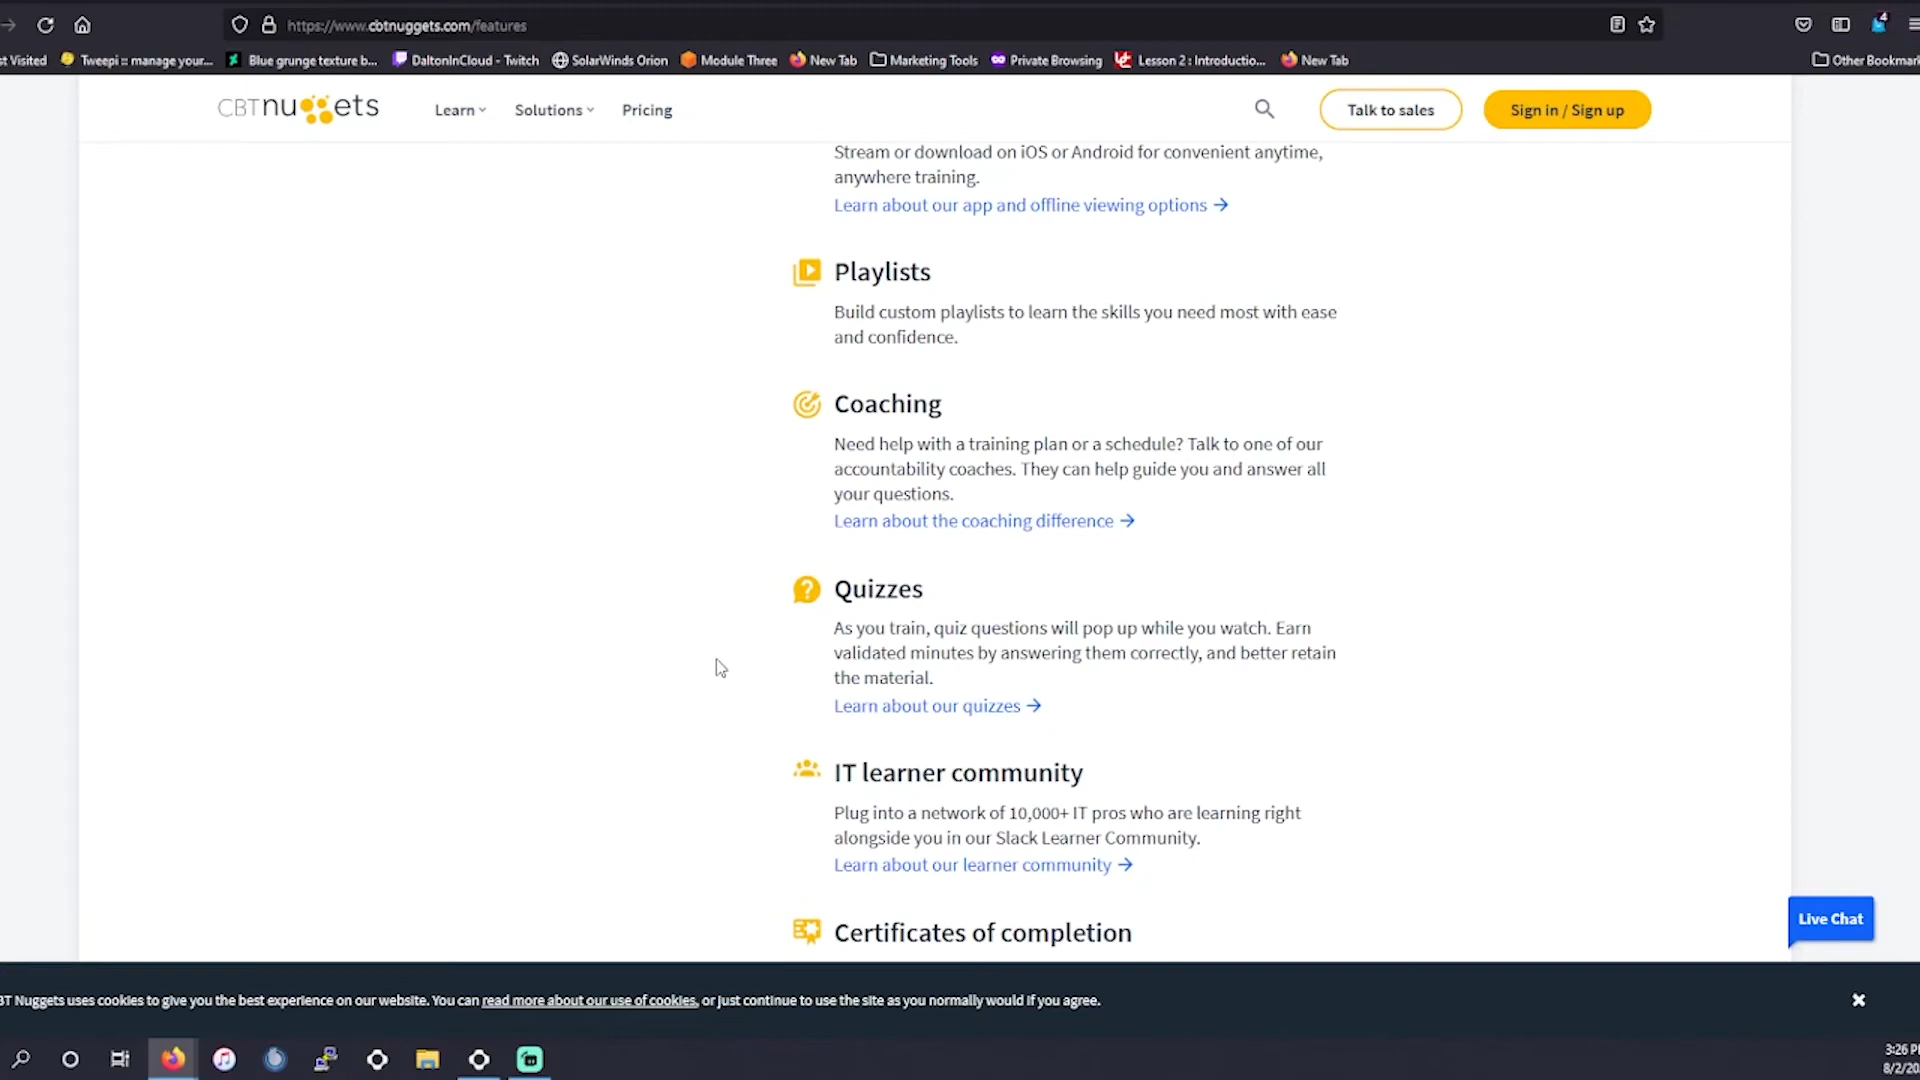 https://www.cbtnuggets.com/features
4
st Visited
Tweepi :: manage your...
Blue grunge texture b...
DaltonInCloud - Twitch
SolarWinds Orion
Module Three
New Tab
Marketing Tools
Private Browsing
Lesson 2 : Introductio...
New Tab
Other Bookmar
CBTnuggets
Learn
Solutions
Pricing
Talk to sales
Sign in / Sign up
Stream or download on iOS or Android for convenient anytime,
anywhere training.
Learn about our app and offline viewing options →
Playlists
Build custom playlists to learn the skills you need most with ease
and confidence.
Coaching
Need help with a training plan or a schedule? Talk to one of our
accountability coaches. They can help guide you and answer all
your questions.
Learn about the coaching difference →
? Quizzes
As you train, quiz questions will pop up while you watch. Earn
validated minutes by answering them correctly, and better retain
the material.
Learn about our quizzes →
IT learner community
Plug into a network of 10,000+ IT pros who are learning right
alongside you in our Slack Learner Community.
Learn about our learner community →
Certificates of completion
Live Chat
BT Nuggets uses cookies to give you the best experience on our website. You can read more about our use of cookies, or just continue to use the site as you normally would if you agree.
3:26 P
8/2/20